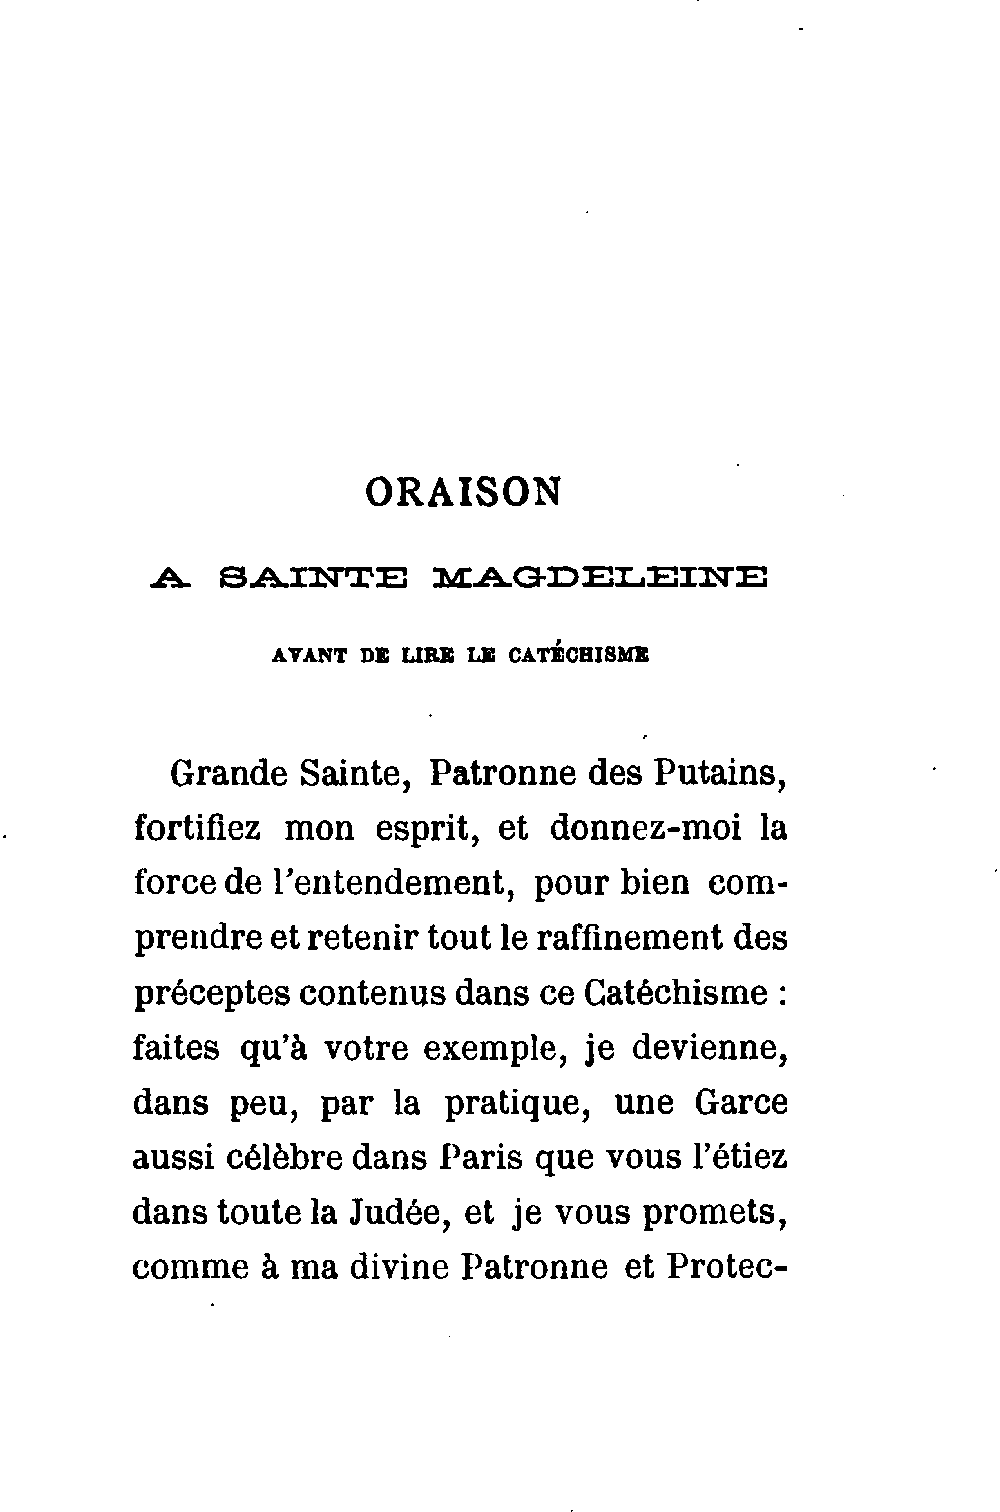 ORAISON
A SAINTE MAGDELEINE
AVANT DE LIRE LE CATÉCHISME
Grande Sainte, Patronne des Putains,
fortifiez mon esprit, et donnez-moi la
force de l'entendement, pour bien com-
prendre et retenir tout le raffinement des
préceptes contenus dans ce Catéchisme :
faites qu'à votre exemple, je devienne,
dans peu, par la pratique, une Garce
aussi célèbre dans Paris que vous l'étiez
dans toute la Judée, et je vous promets,
comme à ma divine Patronne et Protec-